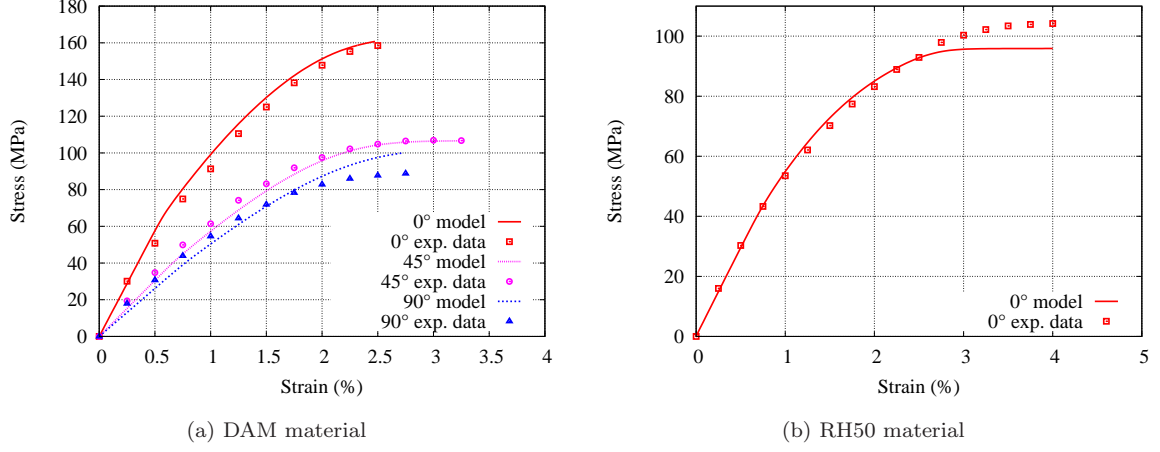 180
160
140
120
100
80
60
40
20
0
Stress (MPa)
0° model
0° exp. data
45° model
45° exp. data
90° model
90° exp. data
0 0.5 1 1.5 2 2.5 3 3.5 4
Strain (%)
(a) DAM material
100
80
60
40
20
0
Stress (MPa)
0° model
0° exp. data
0 1 2 3 4 5
Strain (%)
(b) RH50 material